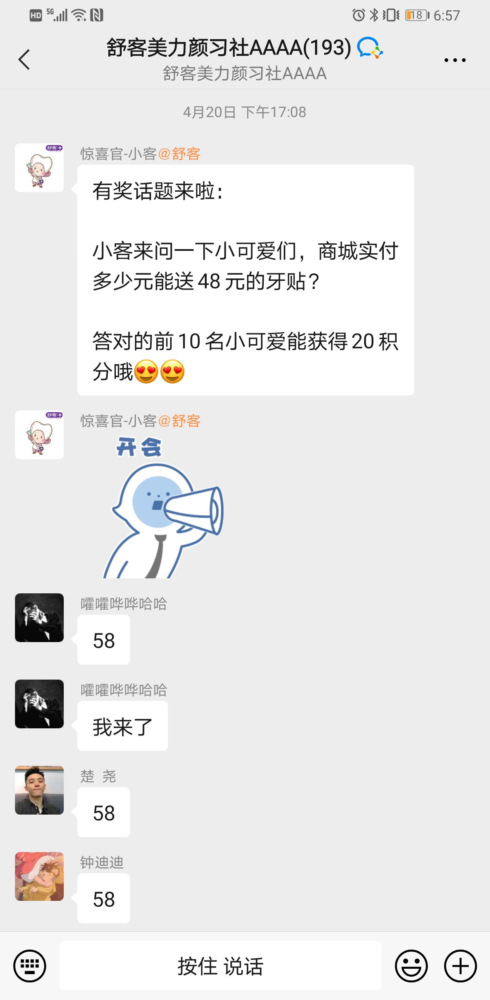 HD 5G 18 6:57
舒客美力颜习社AAAA(193)
舒客美力颜习社AAAA
4月20日 下午17:08
舒客+
惊喜官-小客@舒客
有奖话题来啦：
小客来问一下小可爱们，商城实付
多少元能送48元的牙贴？
答对的前10名小可爱能获得20积
分哦😍😍
舒客+
惊喜官-小客@舒客
开会
嚯嚯哗哗哈哈
58
嚯嚯哗哗哈哈
我来了
楚 尧
58
钟迪迪
58
按住 说话